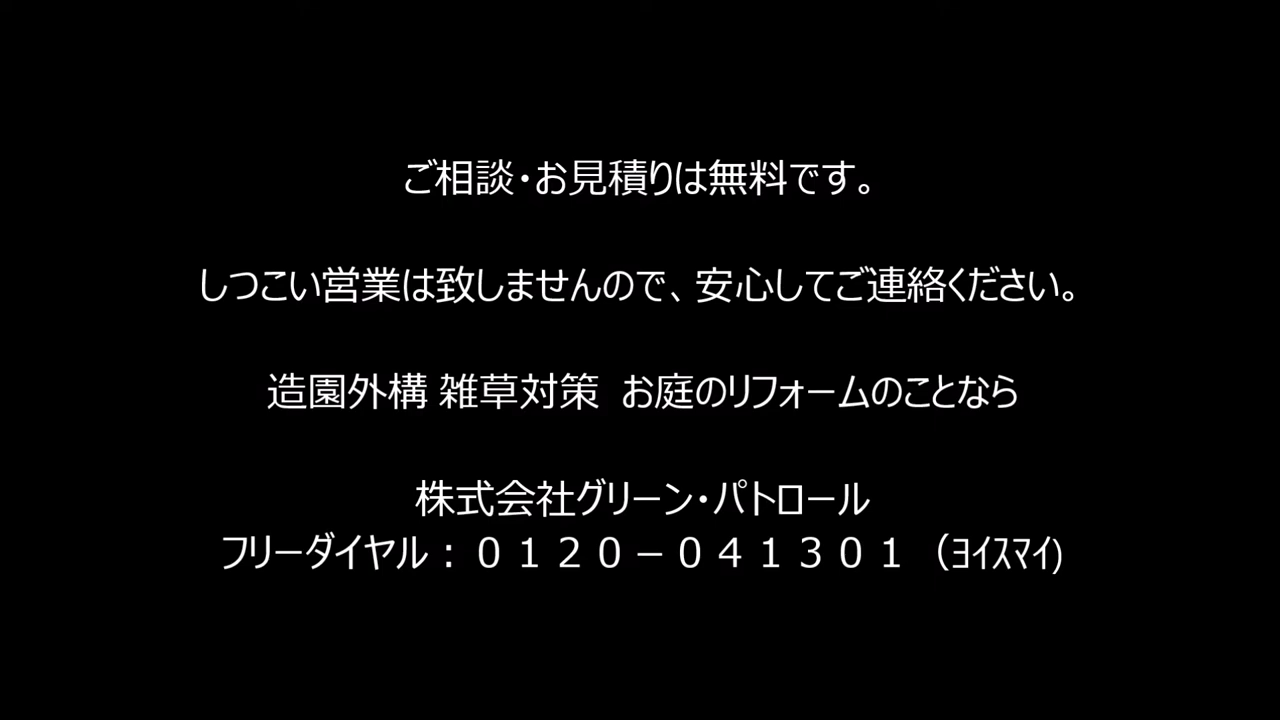 ご相談・お見積りは無料です。
しつこい営業は致しませんので、安心してご連絡ください。
造園外構 雑草対策 お庭のリフォームのことなら
株式会社グリーン・パトロール
フリーダイヤル：０１２０－０４１３０１（ﾖｲｽﾏｲ)